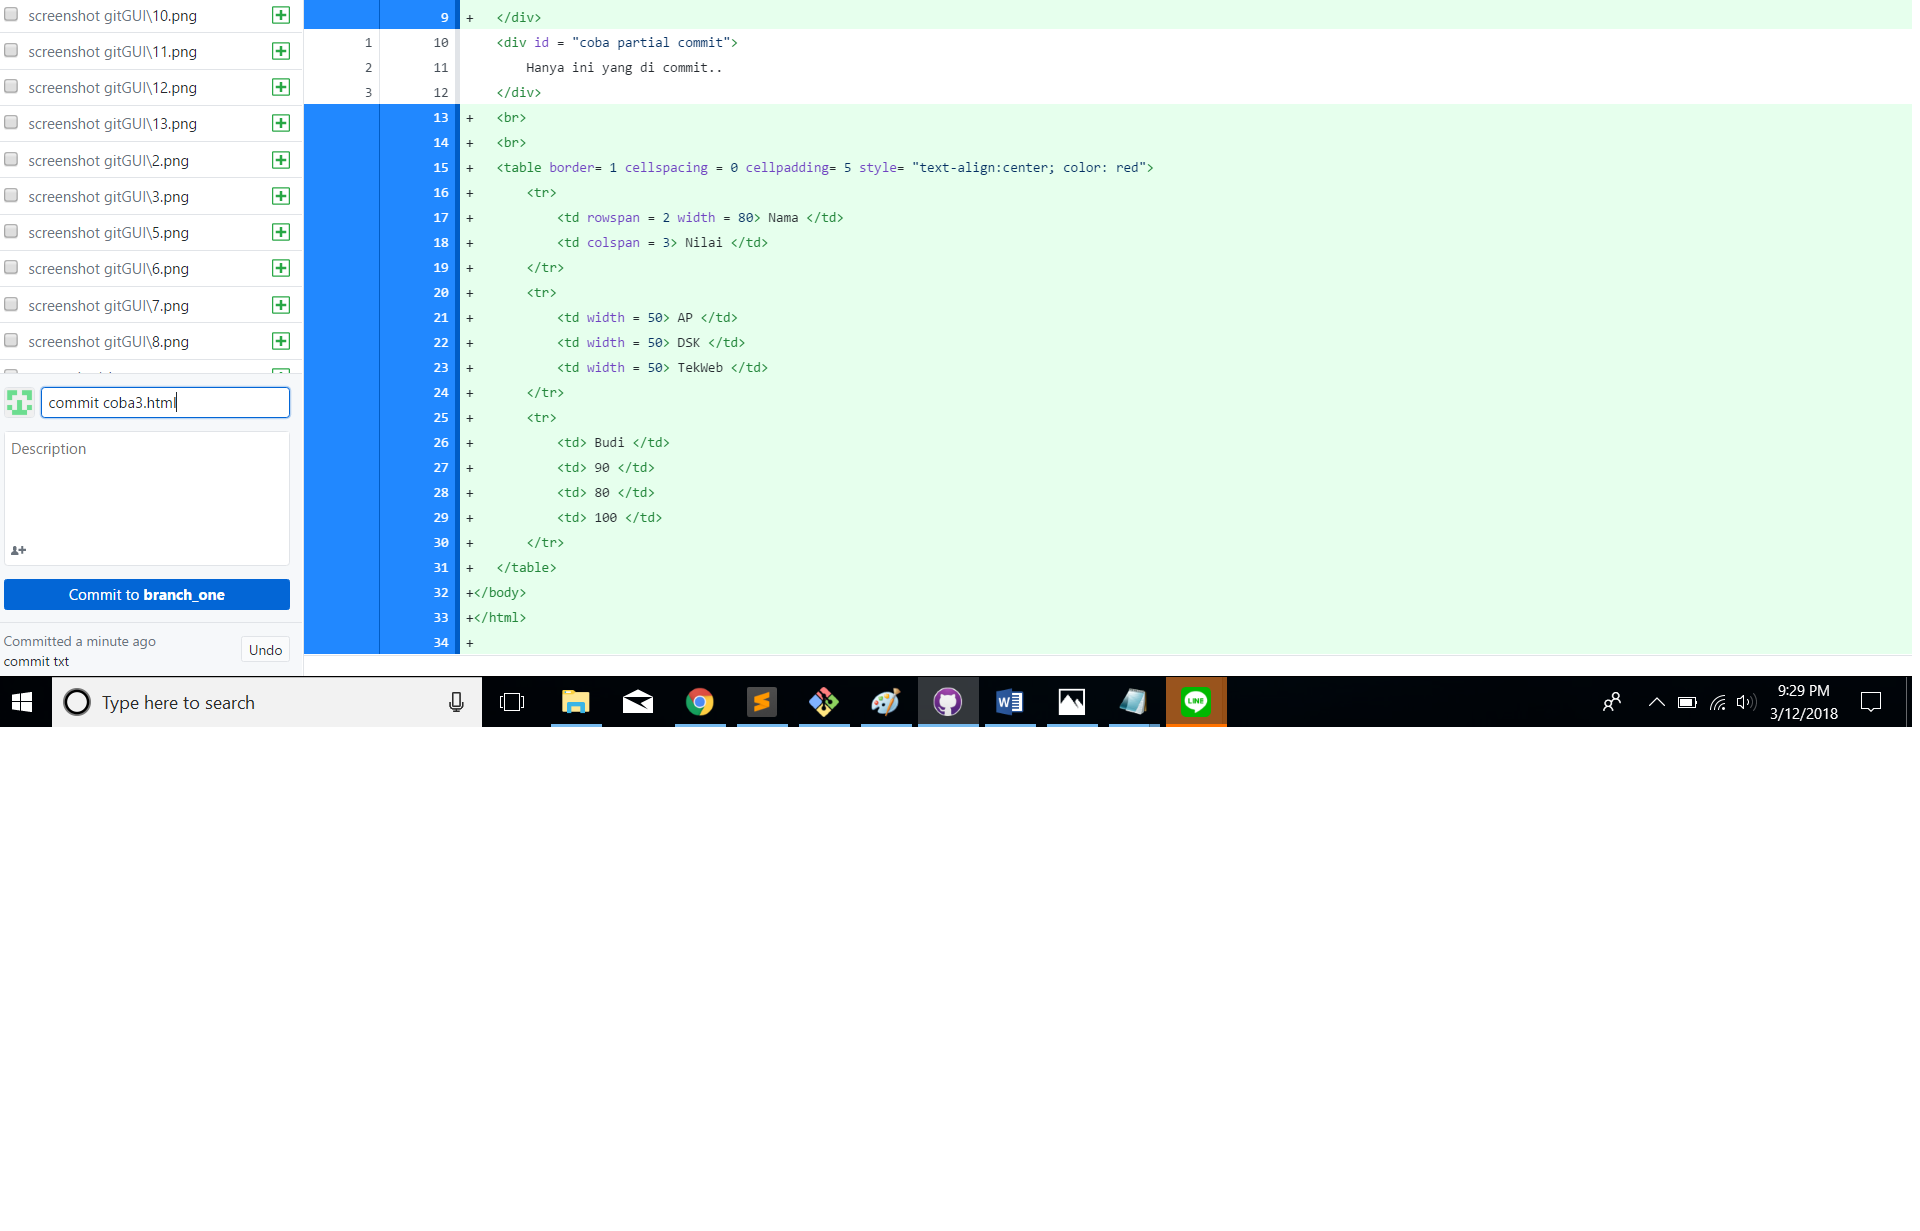 screenshot gitGUI\10.png
screenshot gitGUI\11.png
screenshot gitGUI\12.png
screenshot gitGUI\13.png
screenshot gitGUI\2.png
screenshot gitGUI\3.png
screenshot gitGUI\5.png
screenshot gitGUI\6.png
screenshot gitGUI\7.png
screenshot gitGUI\8.png
commit coba3.html
Description
Commit to branch_one
Committed a minute ago
commit txt
Undo
9 + </div>
1 10 <div id = "coba partial commit">
2 11 Hanya ini yang di commit..
3 12 </div>
13 + <br>
14 + <br>
15 + <table border= 1 cellspacing = 0 cellpadding= 5 style= "text-align:center; color: red">
16 + <tr>
17 + <td rowspan = 2 width = 80> Nama </td>
18 + <td colspan = 3> Nilai </td>
19 + </tr>
20 + <tr>
21 + <td width = 50> AP </td>
22 + <td width = 50> DSK </td>
23 + <td width = 50> TekWeb </td>
24 + </tr>
25 + <tr>
26 + <td> Budi </td>
27 + <td> 90 </td>
28 + <td> 80 </td>
29 + <td> 100 </td>
30 + </tr>
31 + </table>
32 +</body>
33 +</html>
34 +
Type here to search
W
LINE
9:29 PM
3/12/2018